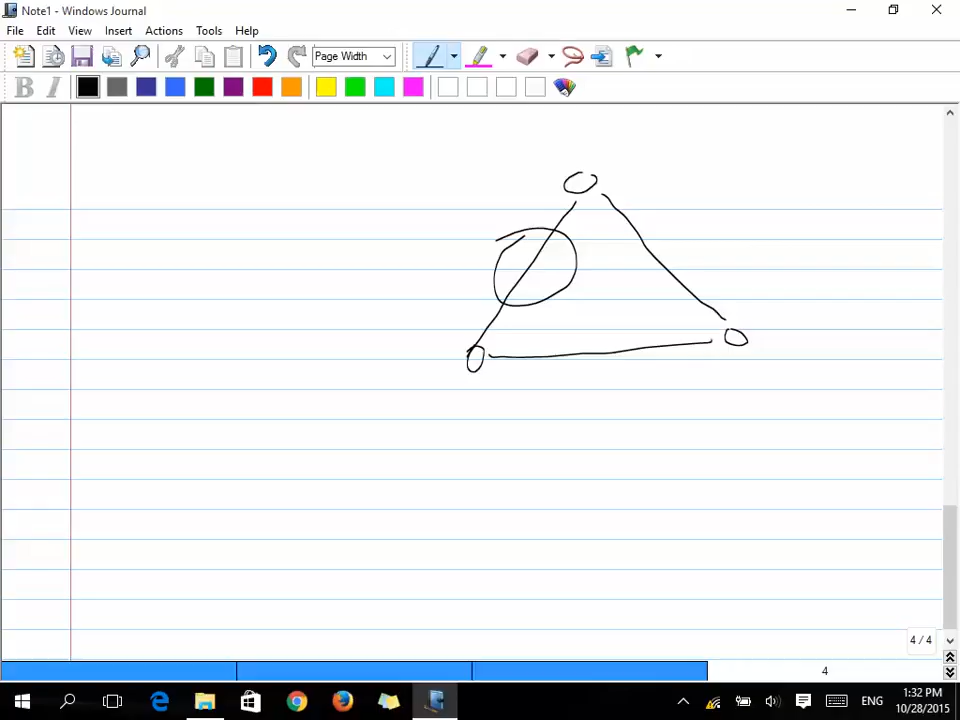 Note1 - Windows Journal
File Edit View Insert Actions Tools Help
Page Width
B I
4 / 4
4
ENG
1:32 PM
10/28/2015